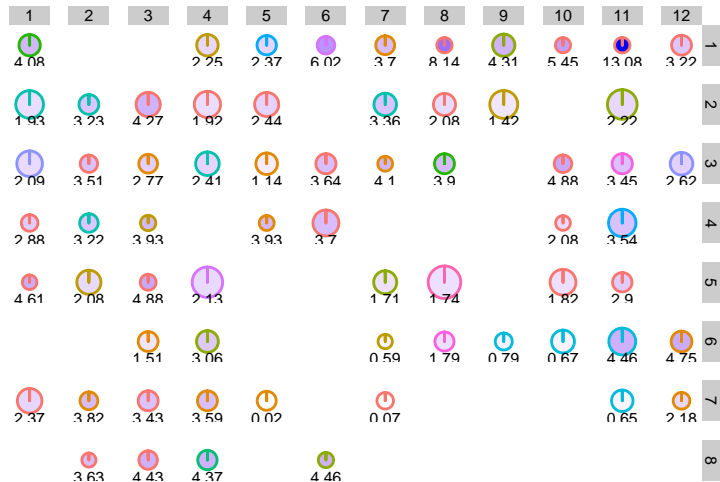 1 2 3 4 5 6 7 8 9 10 11 12
4.08 2.25 2.37 6.02 3.7 8.14 4.31 5.45 13.08 3.22 1
1.93 3.23 4.27 1.92 2.44 3.36 2.08 1.42 2.22 2
2.09 3.51 2.77 2.41 1.14 3.64 4.1 3.9 4.88 3.45 2.62 3
2.88 3.22 3.93 3.93 3.7 2.08 3.54 4
4.61 2.08 4.88 2.13 1.71 1.74 1.82 2.9 5
1.51 3.06 0.59 1.79 0.79 0.67 4.46 4.75 6
2.37 3.82 3.43 3.59 0.02 0.07 0.65 2.18 7
3.63 4.43 4.37 4.46 8